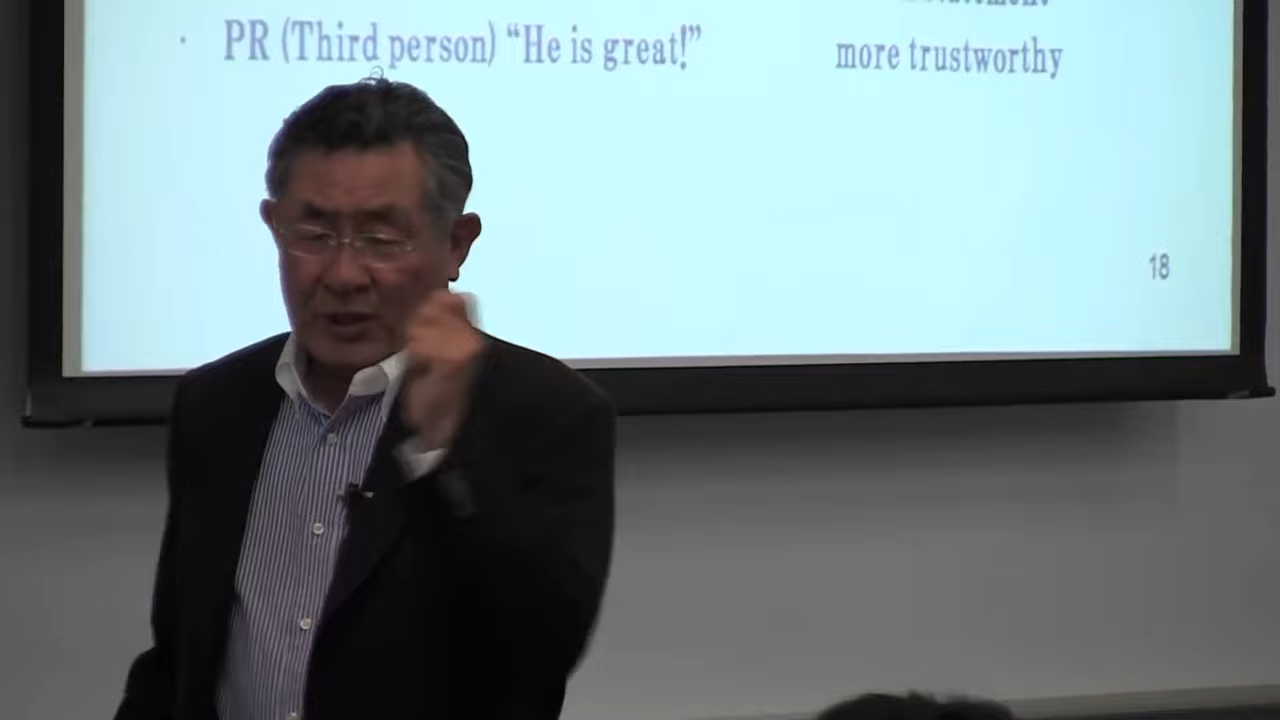 · PR (Third person) “He is great!” more trustworthy
18